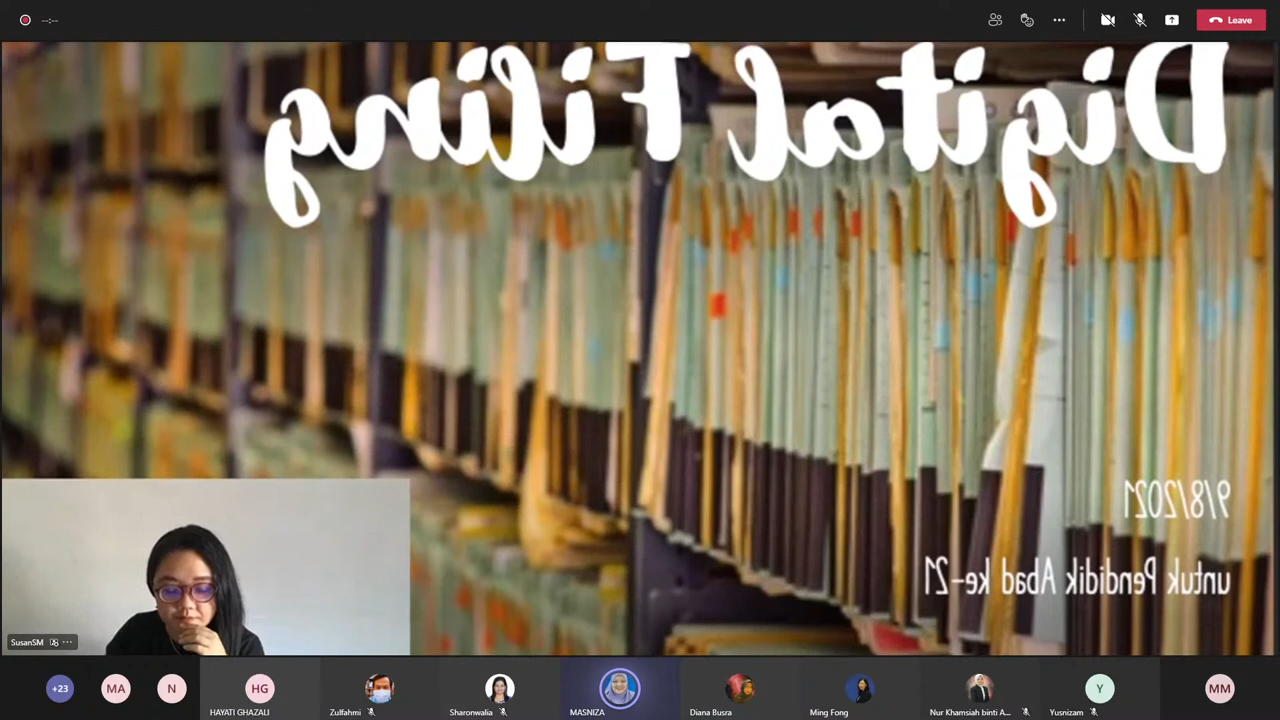 --:--
Leave
Digital Filing
9/8/2021
untuk Pendidik Abad ke-21
SusanSM
+23
MA
N
HG
HAYATI GHAZALI
Zulfahmi
Sharonwalia
MASNIZA
Diana Busra
Ming Fong
Nur Khamsiah binti A...
Y
Yusnizam
MM